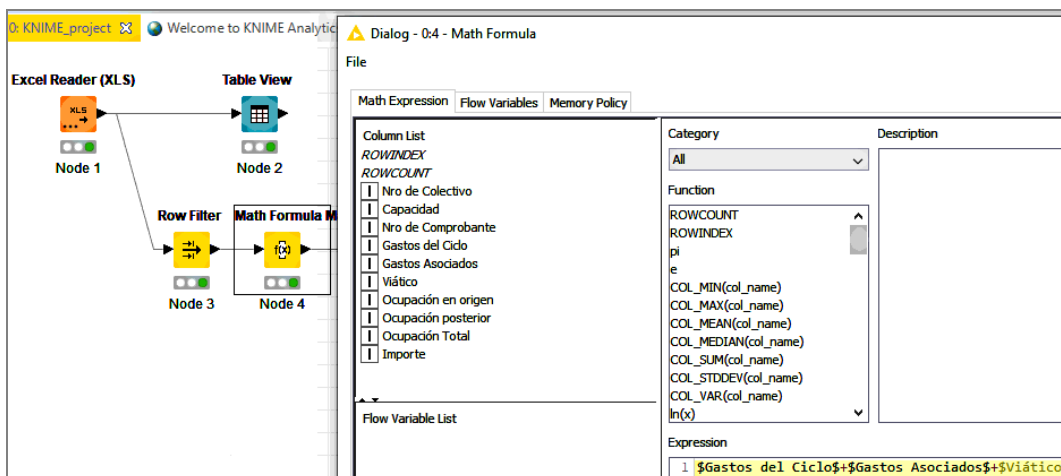 0: KNIME_project
Welcome to KNIME Analytic
Excel Reader (XLS)
XLS
Node 1
Table View
Node 2
Row Filter
Node 3
Math Formula M
f(x)
Node 4
Dialog - 0:4 - Math Formula
File
Math Expression Flow Variables Memory Policy
Column List
ROWINDEX
ROWCOUNT
I Nro de Colectivo
I Capacidad
I Nro de Comprobante
I Gastos del Ciclo
I Gastos Asociados
I Viático
I Ocupación en origen
I Ocupación posterior
I Ocupación Total
I Importe
Flow Variable List
Category
All
Function
ROWCOUNT
ROWINDEX
pi
e
COL_MIN(col_name)
COL_MAX(col_name)
COL_MEAN(col_name)
COL_MEDIAN(col_name)
COL_SUM(col_name)
COL_STDDEV(col_name)
COL_VAR(col_name)
ln(x)
Description
Expression
1 $Gastos del Ciclo$+$Gastos Asociados$+$Viático